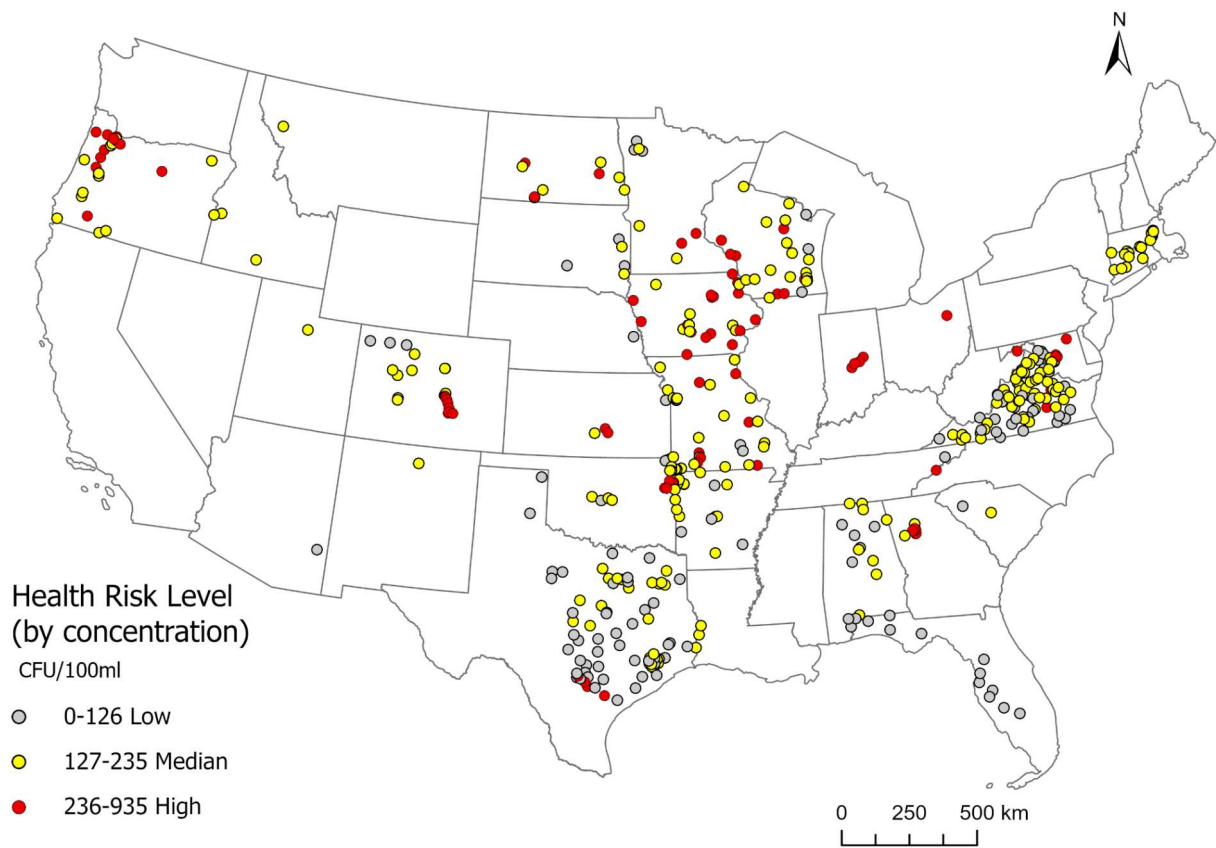 N
Health Risk Level
(by concentration)
CFU/100ml
0-126 Low
127-235 Median
236-935 High
0 250 500 km